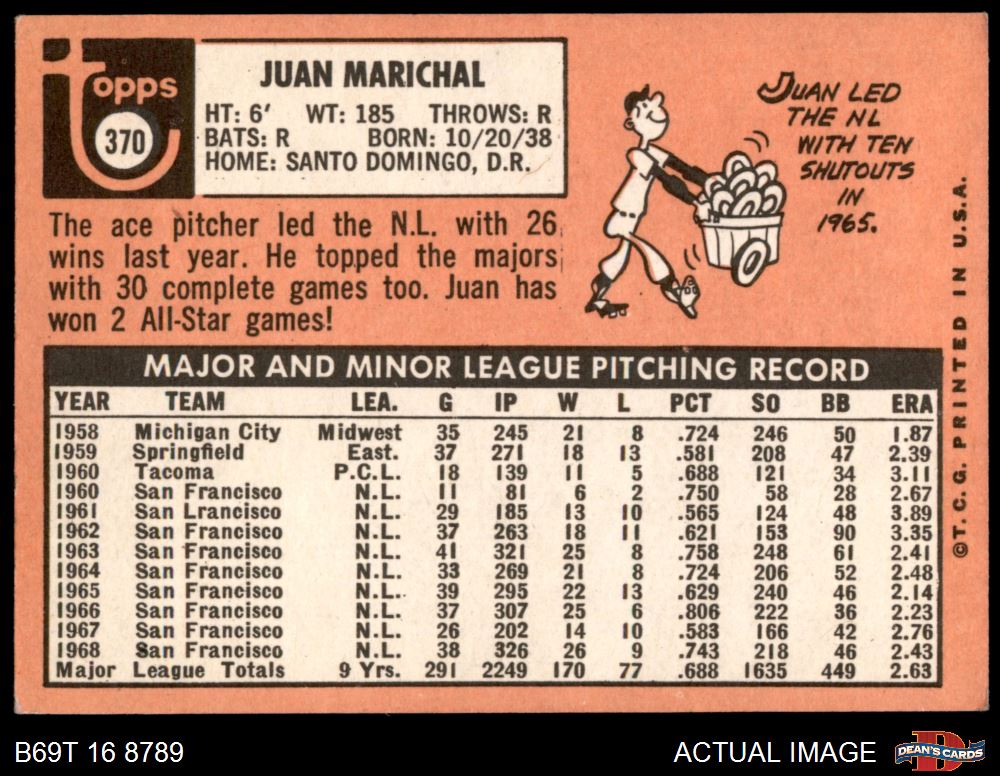 Topps
370
JUAN MARICHAL
HT: 6' WT: 185 THROWS: R
BATS: R BORN: 10/20/38
HOME: SANTO DOMINGO, D.R.
The ace pitcher led the N.L. with 26
wins last year. He topped the majors
with 30 complete games too. Juan has
won 2 All-Star games!
JUAN LED
THE NL
WITH TEN
SHUTOUTS
IN
1965.
MAJOR AND MINOR LEAGUE PITCHING RECORD
YEAR TEAM LEA. G IP W L PCT SO BB ERA
1958 Michigan City Midwest 35 245 21 8 .724 246 50 1.87
1959 Springfield East. 37 271 18 13 .581 208 47 2.39
1960 Tacoma P.C.L. 18 139 11 5 .688 121 34 3.11
1960 San Francisco N.L. 11 81 6 2 .750 58 28 2.67
1961 San Lrancisco N.L. 29 185 13 10 .565 124 48 3.89
1962 San Francisco N.L. 37 263 18 11 .621 153 90 3.35
1963 San Francisco N.L. 41 321 25 8 .758 248 61 2.41
1964 San Francisco N.L. 33 269 21 8 .724 206 52 2.48
1965 San Francisco N.L. 39 295 22 13 .629 240 46 2.14
1966 San Francisco N.L. 37 307 25 6 .806 222 36 2.23
1967 San Francisco N.L. 26 202 14 10 .583 166 42 2.76
1968 San Francisco N.L. 38 326 26 9 .743 218 46 2.43
Major League Totals 9 Yrs. 291 2249 170 77 .688 1635 449 2.63
©T. C. G. PRINTED IN U.S.A.
B69T 16 8789
ACTUAL IMAGE
D
DEAN'S CARDS